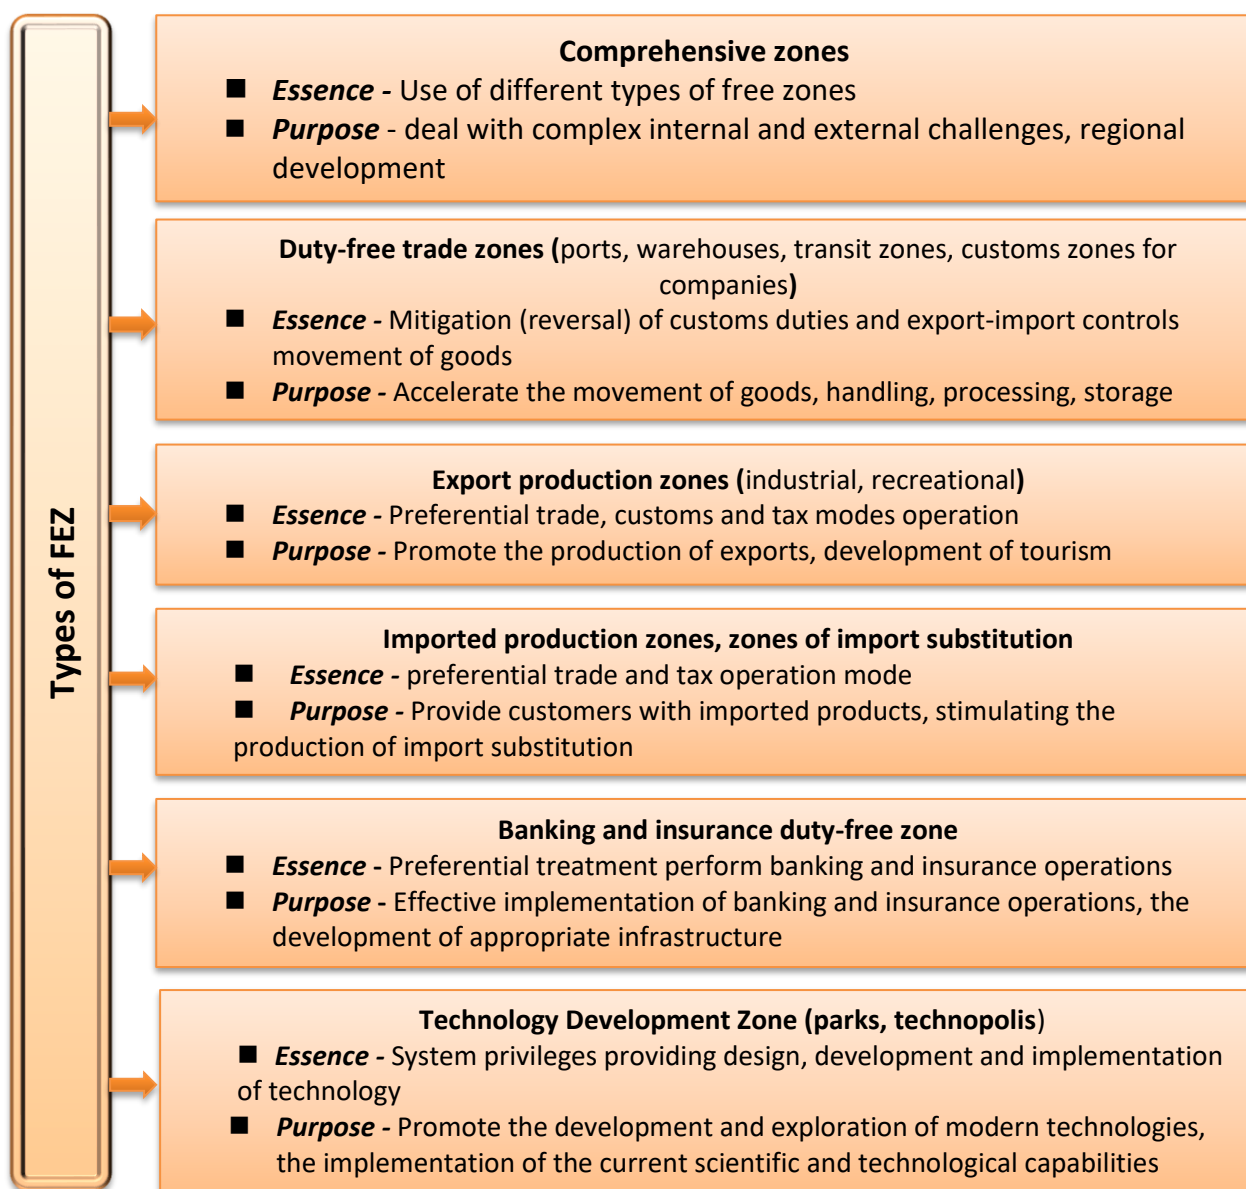 Types of FEZ
Comprehensive zones
■ Essence - Use of different types of free zones
■ Purpose - deal with complex internal and external challenges, regional
development
Duty-free trade zones (ports, warehouses, transit zones, customs zones for
companies)
■ Essence - Mitigation (reversal) of customs duties and export-import controls
movement of goods
■ Purpose - Accelerate the movement of goods, handling, processing, storage
Export production zones (industrial, recreational)
■ Essence - Preferential trade, customs and tax modes operation
■ Purpose - Promote the production of exports, development of tourism
Imported production zones, zones of import substitution
■ Essence - preferential trade and tax operation mode
■ Purpose - Provide customers with imported products, stimulating the
production of import substitution
Banking and insurance duty-free zone
■ Essence - Preferential treatment perform banking and insurance operations
■ Purpose - Effective implementation of banking and insurance operations, the
development of appropriate infrastructure
Technology Development Zone (parks, technopolis)
■ Essence - System privileges providing design, development and implementation
of technology
■ Purpose - Promote the development and exploration of modern technologies,
the implementation of the current scientific and technological capabilities